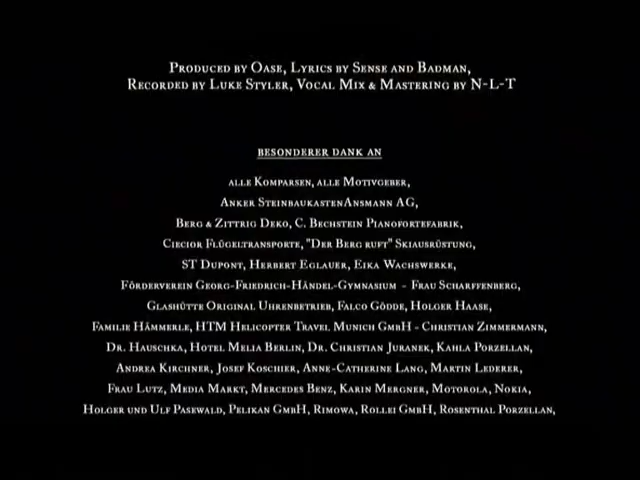 Produced by Oase, Lyrics by Sense and Badman,
Recorded by Luke Styler, Vocal Mix & Mastering by N-L-T
BESONDERER DANK AN
alle Komparsen, alle Motivgeber,
Anker SteinbaukastenAnsmann AG,
Berg & Zittrig Deko, C. Bechstein Pianofortefabrik,
Ciecior Flügeltransporte, "Der Berg ruft" Skiausrüstung,
ST Dupont, Herbert Eglauer, Eika Wachswerke,
Förderverein Georg-Friedrich-Händel-Gymnasium - Frau Scharffenberg,
Glashütte Original Uhrenbetrieb, Falco Gödde, Holger Haase,
Familie Hämmerle, HTM Helicopter Travel Munich GmbH - Christian Zimmermann,
Dr. Hauschka, Hotel Melia Berlin, Dr. Christian Juranek, Kahla Porzellan,
Andrea Kirchner, Josef Koschier, Anne-Catherine Lang, Martin Lederer,
Frau Lutz, Media Markt, Mercedes Benz, Karin Mergner, Motorola, Nokia,
Holger und Ulf Pasewald, Pelikan GmbH, Rimowa, Rollei GmbH, Rosenthal Porzellan,